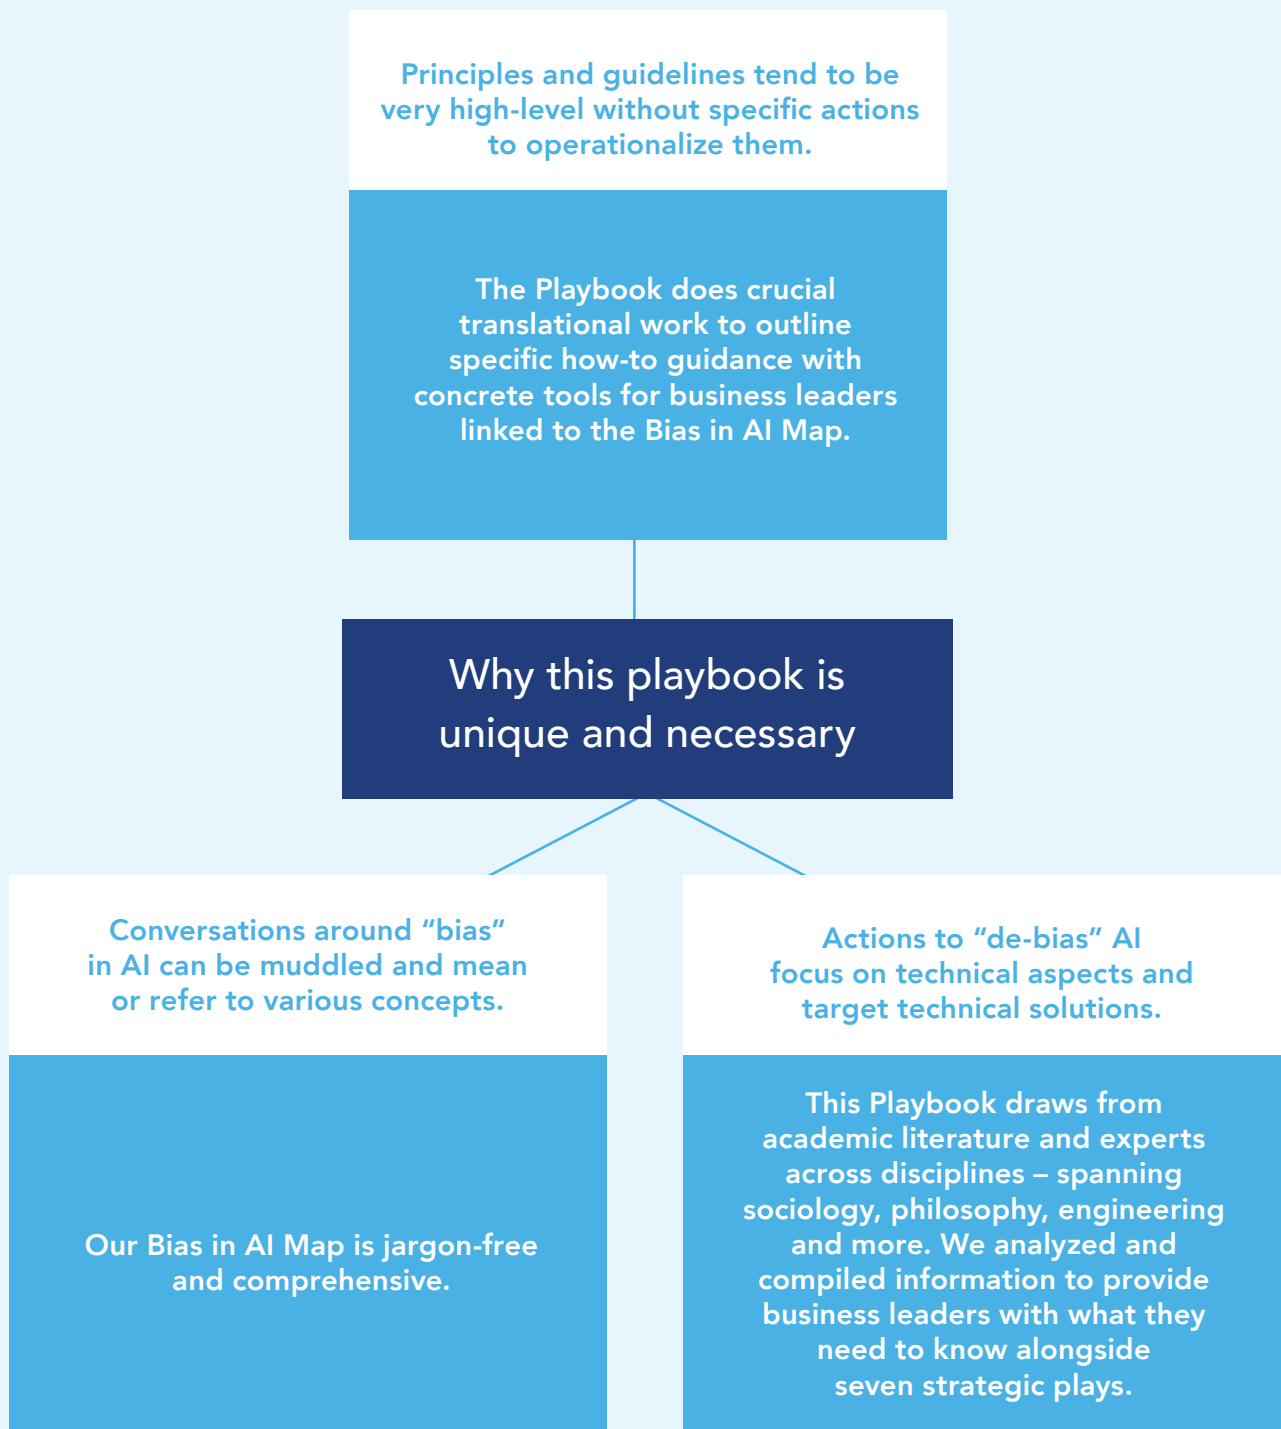 Principles and guidelines tend to be
very high-level without specific actions
to operationalize them.
The Playbook does crucial
translational work to outline
specific how-to guidance with
concrete tools for business leaders
linked to the Bias in AI Map.
Why this playbook is
unique and necessary
Conversations around “bias”
in AI can be muddled and mean
or refer to various concepts.
Our Bias in AI Map is jargon-free
and comprehensive.
Actions to “de-bias” AI
focus on technical aspects and
target technical solutions.
This Playbook draws from
academic literature and experts
across disciplines – spanning
sociology, philosophy, engineering
and more. We analyzed and
compiled information to provide
business leaders with what they
need to know alongside
seven strategic plays.